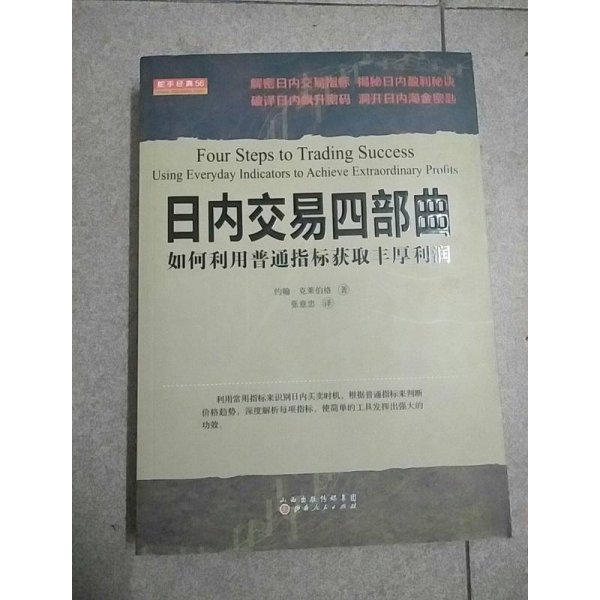 舵手经典56
解密日内交易指标 揭秘日内盈利秘诀
破译日内飙升密码 洞开日内淘金密匙
Four Steps to Trading Success
Using Everyday Indicators to Achieve Extraordinary Profits
日内交易四部曲
如何利用普通指标获取丰厚利润
约翰 克莱伯格 著
张意忠 译
利用常用指标来识别日内买卖时机，根据普通指标来判断
价格趋势，深度解析每项指标，使简单的工具发挥出强大的
功效。
山西出版传媒集团
山西人民出版社